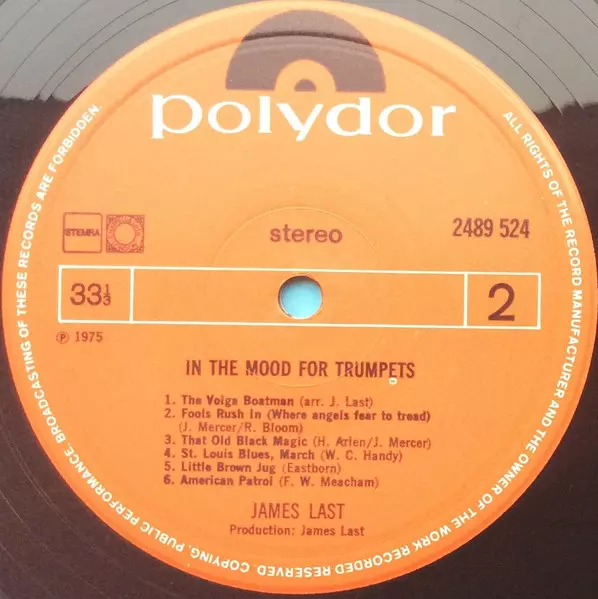 polydor
STEMRA
stereo
2489 524
33⅓
2
℗ 1975
IN THE MOOD FOR TRUMPETS
1. The Volga Boatman (arr. J. Last)
2. Fools Rush In (Where angels fear to tread)
(J. Mercer/R. Bloom)
3. That Old Black Magic (H. Arlen/J. Mercer)
4. St. Louis Blues, March (W. C. Handy)
5. Little Brown Jug (Eastborn)
6. American Patrol (F. W. Meacham)
JAMES LAST
Production: James Last
ALL RIGHTS OF THE RECORD MANUFACTURER AND THE OWNER OF THE WORK RECORDED RESERVED. COPYING, PUBLIC PERFORMANCE, BROADCASTING OF THESE RECORDS ARE FORBIDDEN.